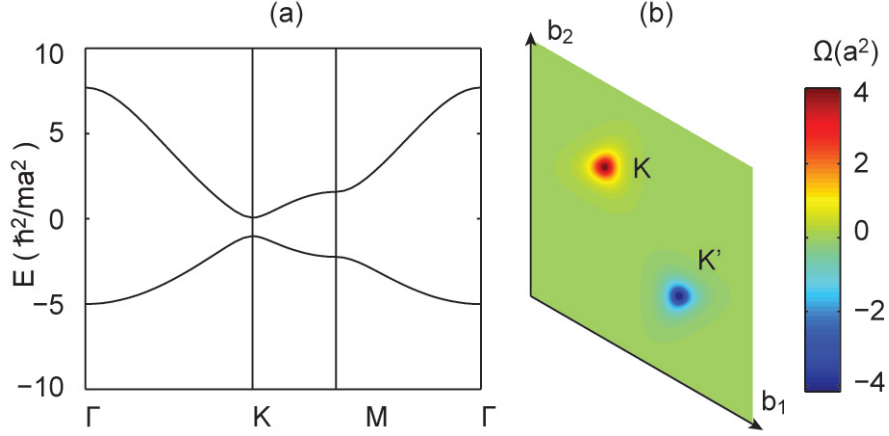 (a)
10
5
0
−5
−10
E ( ħ²/ma² )
Γ
K
M
Γ
(b)
b₂
K
K’
b₁
Ω(a²)
4
2
0
−2
−4